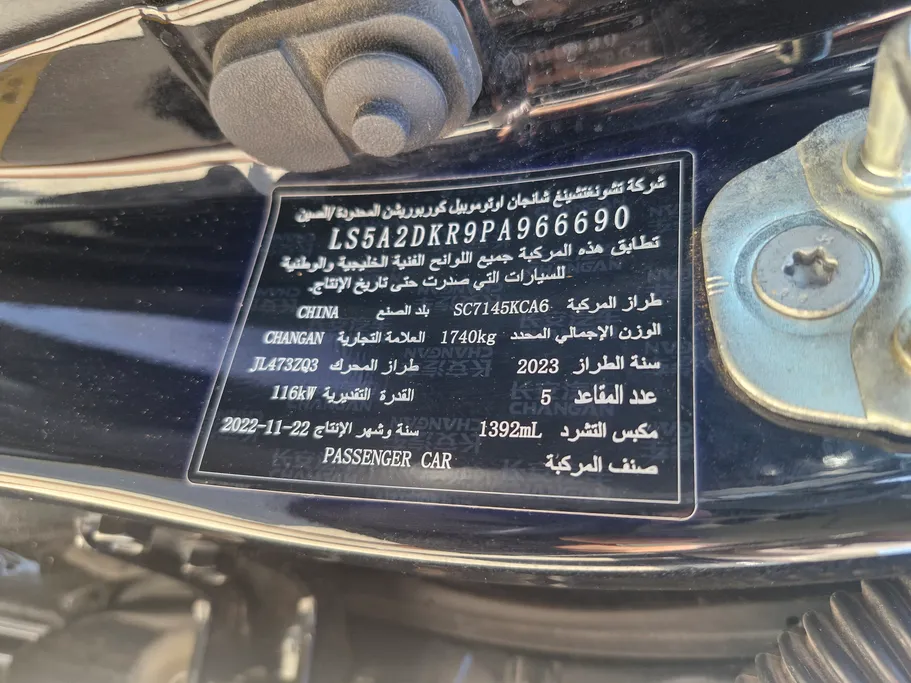 شركة تشونغتشينغ شانجان اوتوموبيل كوربوريشن المحدودة/الصين
LS5A2DKR9PA966690
تطابق هذه المركبة جميع اللوائح الفنية الخليجية والوطنية
للسيارات التي صدرت حتى تاريخ الإنتاج.
طراز المركبة SC7145KCA6 بلد الصنع CHINA
الوزن الإجمالي المحدد 1740kg العلامة التجارية CHANGAN
سنة الطراز 2023 طراز المحرك JL473ZQ3
عدد المقاعد 5 القدرة التقديرية 116kW
مكبس التشرد 1392mL سنة وشهر الإنتاج 2022-11-22
صنف المركبة PASSENGER CAR